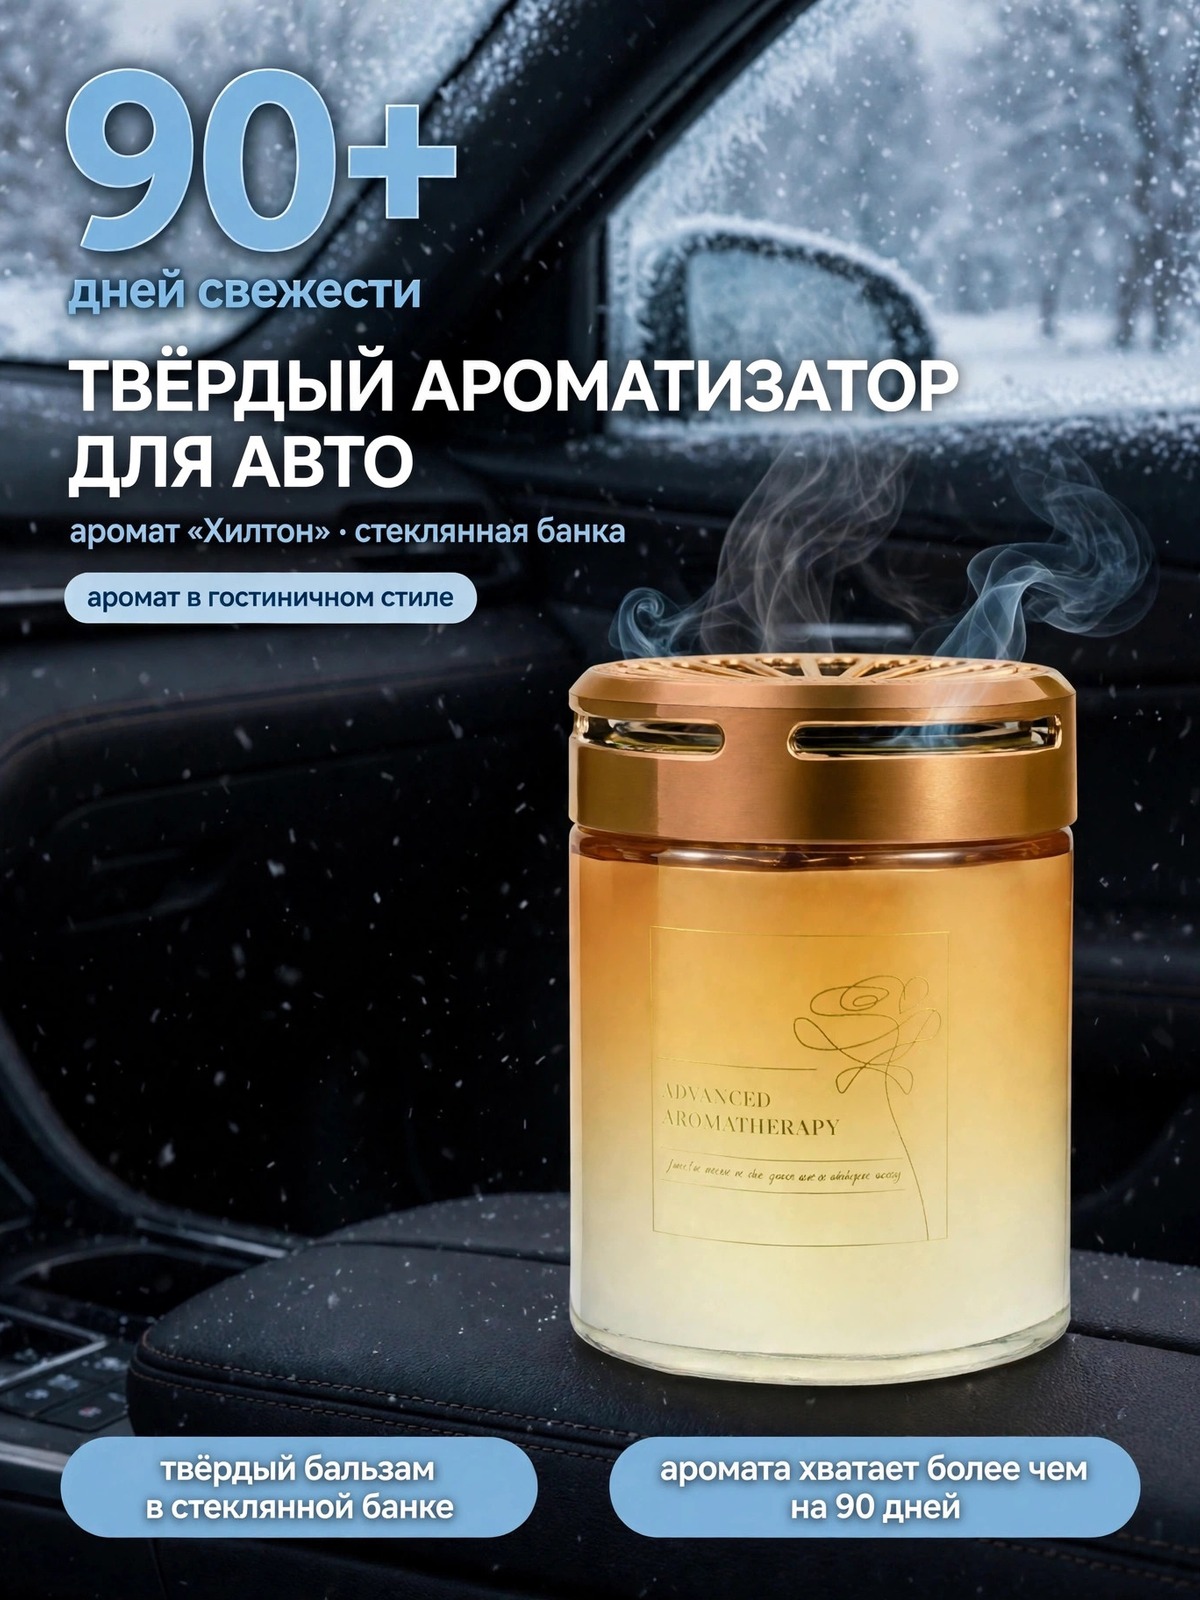 90+
дней свежести
ТВЁРДЫЙ АРОМАТИЗАТОР
ДЛЯ АВТО
аромат «Хилтон» · стеклянная банка
аромат в гостиничном стиле
ADVANCED
AROMATHERAPY
твёрдый бальзам
в стеклянной банке
аромата хватает более чем
на 90 дней